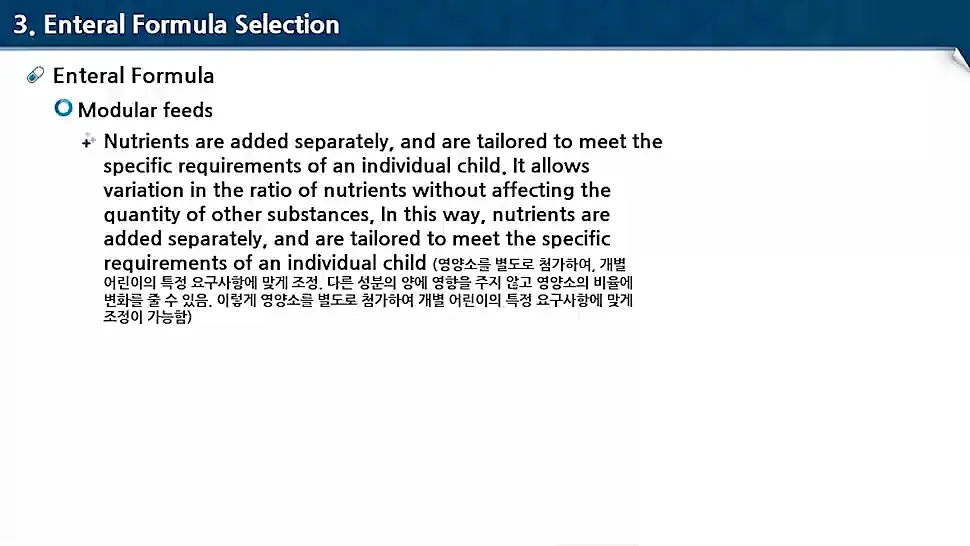 3. Enteral Formula Selection
Enteral Formula
Modular feeds
Nutrients are added separately, and are tailored to meet the
specific requirements of an individual child. It allows
variation in the ratio of nutrients without affecting the
quantity of other substances, In this way, nutrients are
added separately, and are tailored to meet the specific
requirements of an individual child (영양소를 별도로 첨가하여, 개별
어린이의 특정 요구사항에 맞게 조정. 다른 성분의 양에 영향을 주지 않고 영양소의 비율에
변화를 줄 수 있음. 이렇게 영양소를 별도로 첨가하여 개별 어린이의 특정 요구사항에 맞게
조정이 가능함)